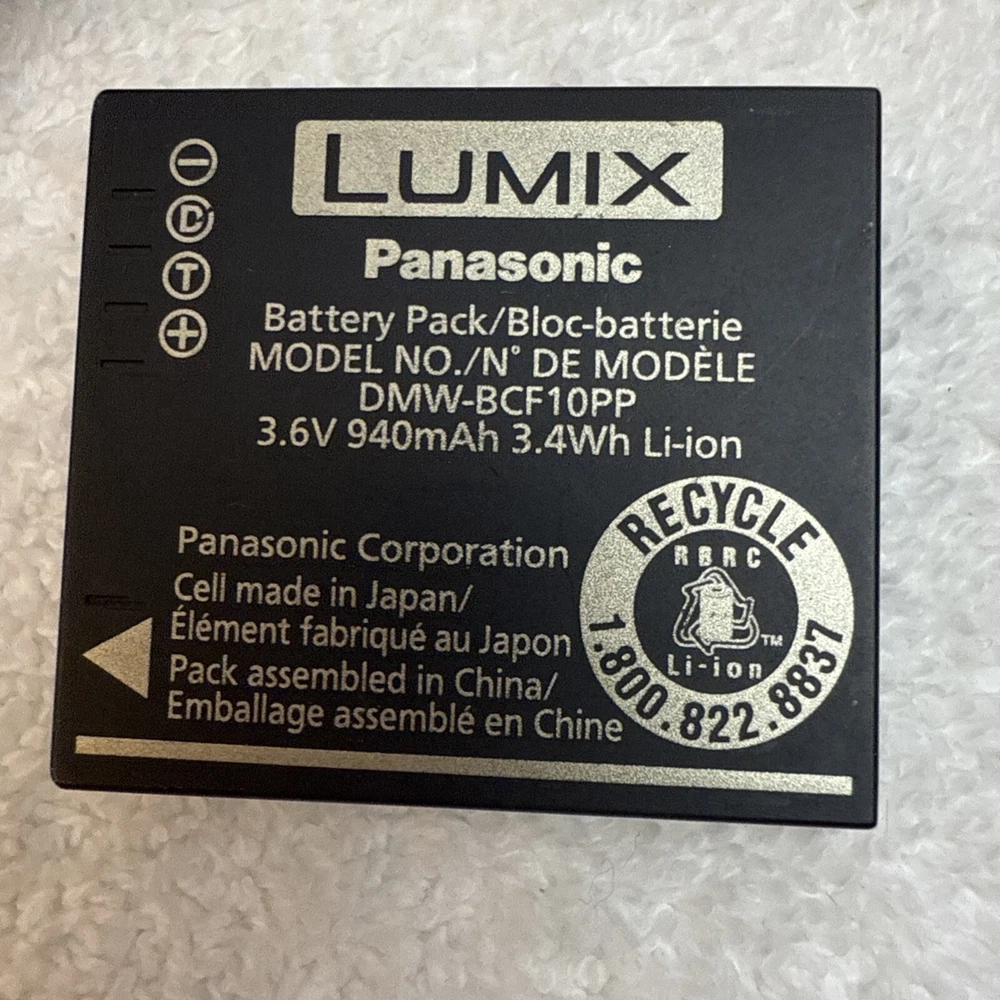 LUMIX
Panasonic
Battery Pack/Bloc-batterie
MODEL NO./N° DE MODÈLE
DMW-BCF10PP
3.6V 940mAh 3.4Wh Li-ion
−
D
T
+
Panasonic Corporation
Cell made in Japan/
Élément fabriqué au Japon
Pack assembled in China/
Emballage assemblé en Chine
RECYCLE
RBRC
TM
Li-ion
1.800.822.8837